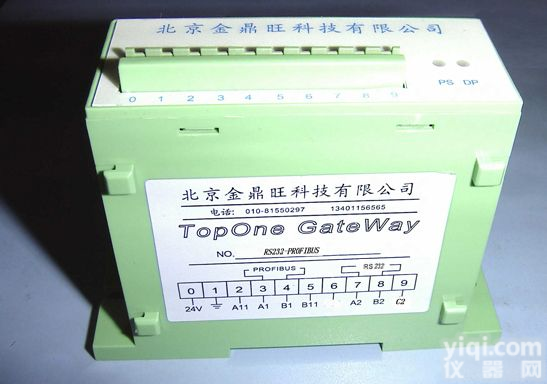 北京金鼎旺科技有限公司
PS DP
0 1 2 3 4 5 6 7 8 9
北京金鼎旺科技有限公司
电话: 010-81550297 13401156565
TopOne GateWay
NO. RS232-PROFIBUS
PROFIBUS RS232
0 1 2 3 4 5 6 7 8 9
24V A11 A1 B1 B11 A2 B2 C2
yiqi.com
仪器网